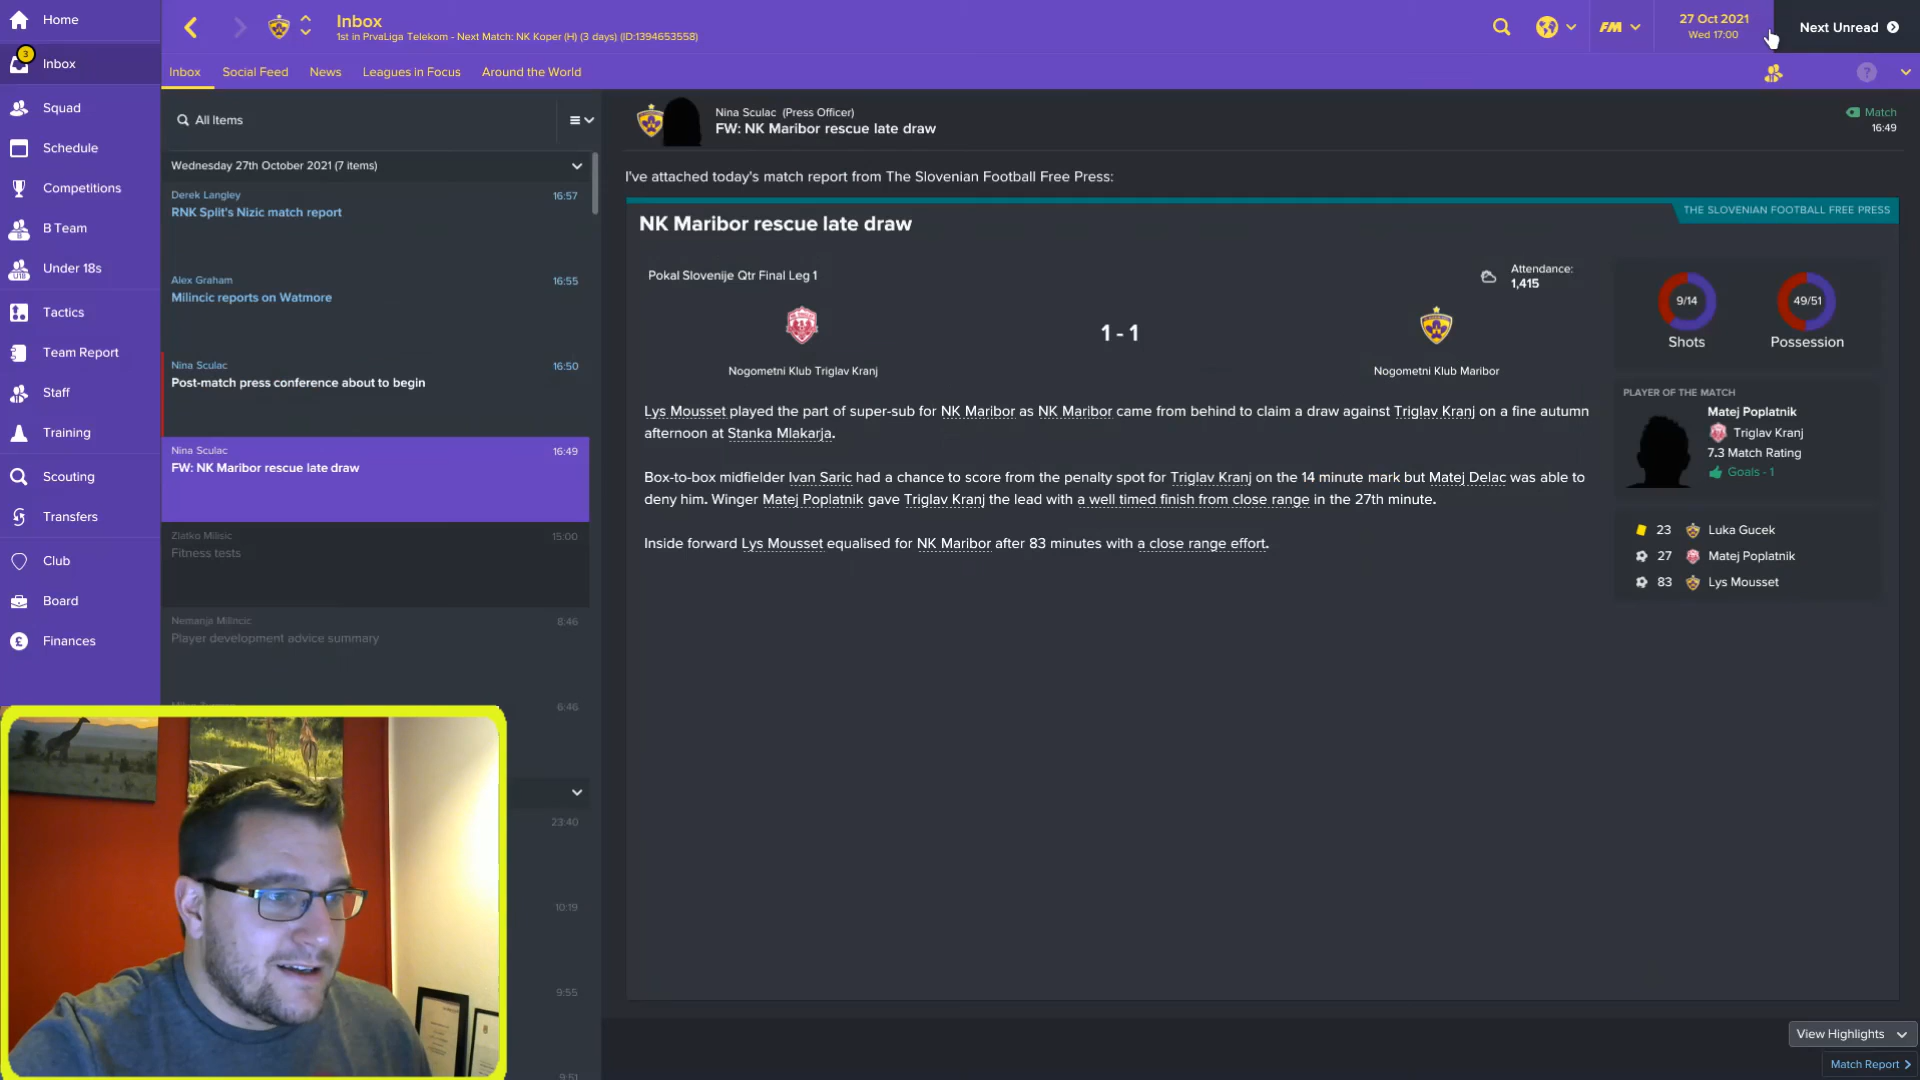 Home
Inbox
3
Squad
Schedule
Competitions
B Team
Under 18s
Tactics
Team Report
Staff
Training
Scouting
Transfers
Club
Board
Finances
Inbox
1st in PrvaLiga Telekom - Next Match: NK Koper (H) (3 days) (ID:1394653558)
FM
27 Oct 2021
Wed 17:00
Next Unread
Inbox
Social Feed
News
Leagues in Focus
Around the World
?
All Items
Wednesday 27th October 2021 (7 items)
Derek Langley 16:57
RNK Split's Nizic match report
Alex Graham 16:55
Milincic reports on Watmore
Nina Sculac 16:50
Post-match press conference about to begin
Nina Sculac 16:49
FW: NK Maribor rescue late draw
Zlatko Milisic 15:00
Fitness tests
Nemanja Milincic 8:46
Player development advice summary
6:46
23:40
10:19
9:55
9:51
Nina Sculac (Press Officer)
FW: NK Maribor rescue late draw
Match
16:49
I've attached today's match report from The Slovenian Football Free Press:
THE SLOVENIAN FOOTBALL FREE PRESS
NK Maribor rescue late draw
Pokal Slovenije Qtr Final Leg 1
Attendance:
1,415
1 - 1
Nogometni Klub Triglav Kranj
Nogometni Klub Maribor
Lys Mousset played the part of super-sub for NK Maribor as NK Maribor came from behind to claim a draw against Triglav Kranj on a fine autumn
afternoon at Stanka Mlakarja.
Box-to-box midfielder Ivan Saric had a chance to score from the penalty spot for Triglav Kranj on the 14 minute mark but Matej Delac was able to
deny him. Winger Matej Poplatnik gave Triglav Kranj the lead with a well timed finish from close range in the 27th minute.
Inside forward Lys Mousset equalised for NK Maribor after 83 minutes with a close range effort.
9/14
Shots
49/51
Possession
PLAYER OF THE MATCH
Matej Poplatnik
Triglav Kranj
7.3 Match Rating
Goals - 1
23 Luka Gucek
27 Matej Poplatnik
83 Lys Mousset
View Highlights
Match Report